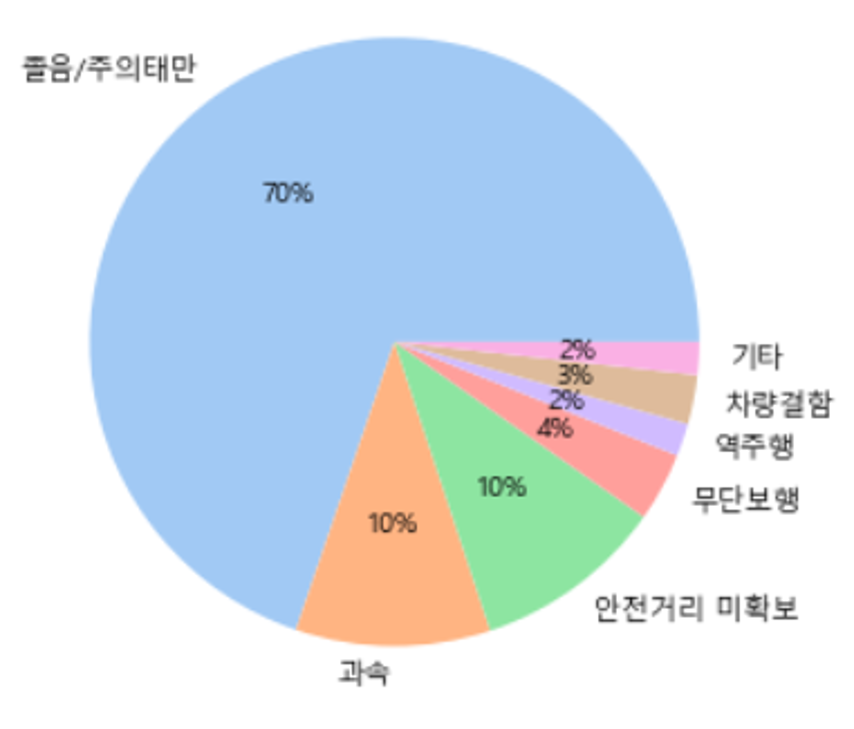 졸음/주의태만
70%
2%
기타
3%
차량결함
2%
역주행
4%
무단보행
10%
안전거리 미확보
10%
과속